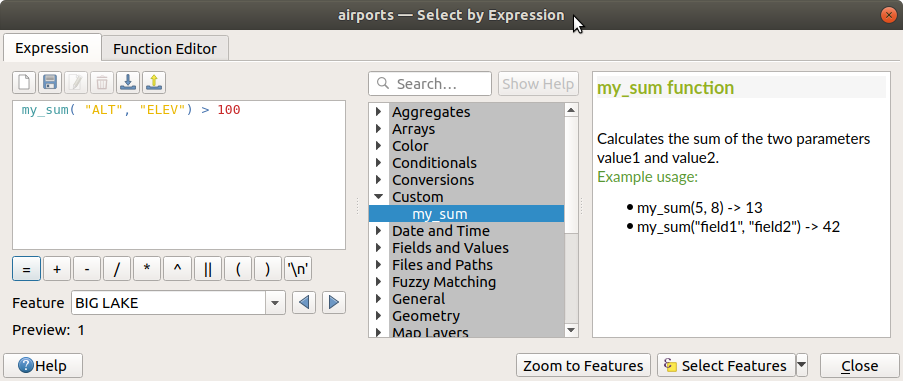 airports — Select by Expression
Expression
Function Editor
my_sum( "ALT", "ELEV") > 100
= + - / * ^ || ( ) '\n'
Feature BIG LAKE
Preview: 1
Search...
Show Help
Aggregates
Arrays
Color
Conditionals
Conversions
Custom
my_sum
Date and Time
Fields and Values
Files and Paths
Fuzzy Matching
General
Geometry
Map Layers
my_sum function
Calculates the sum of the two parameters
value1 and value2.
Example usage:
my_sum(5, 8) -> 13
my_sum("field1", "field2") -> 42
Help
Zoom to Features
Select Features
Close